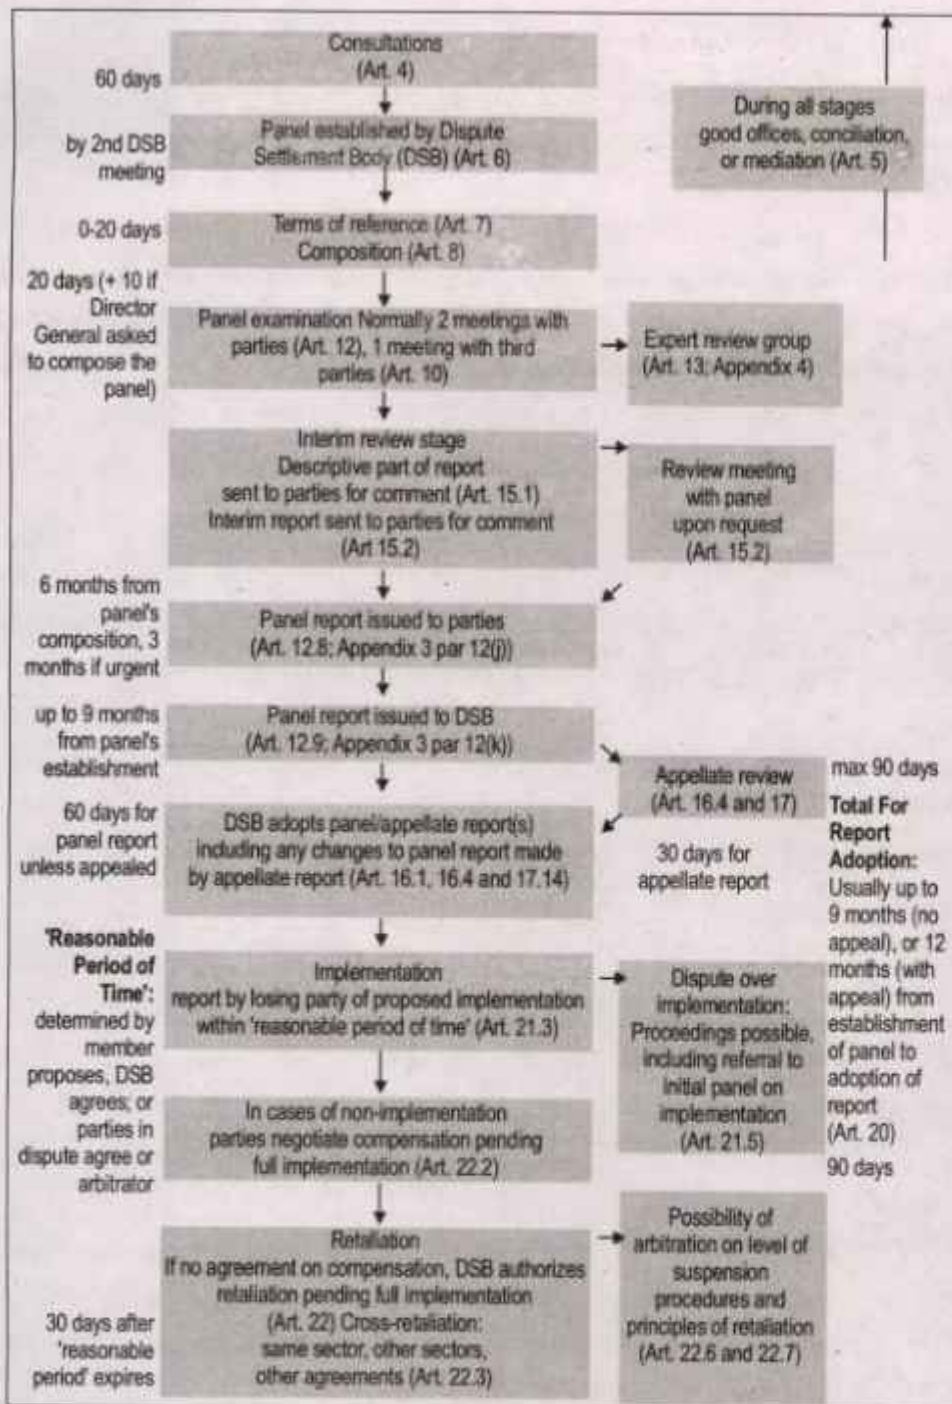 Consultations
(Art. 4)
60 days
During all stages
good offices, conciliation,
or mediation (Art. 5)
by 2nd DSB
meeting
Panel established by Dispute
Settlement Body (DSB) (Art. 6)
0-20 days
Terms of reference (Art. 7)
Composition (Art. 8)
20 days (+ 10 if
Director
General asked
to compose the
panel)
Panel examination Normally 2 meetings with
parties (Art. 12), 1 meeting with third
parties (Art. 10)
Expert review group
(Art. 13; Appendix 4)
Interim review stage
Descriptive part of report
sent to parties for comment (Art. 15.1)
Interim report sent to parties for comment
(Art 15.2)
Review meeting
with panel
upon request
(Art. 15.2)
6 months from
panel's
composition, 3
months if urgent
Panel report issued to parties
(Art. 12.8; Appendix 3 par 12(j))
up to 9 months
from panel's
establishment
Panel report issued to DSB
(Art. 12.9; Appendix 3 par 12(k))
Appellate review
(Art. 16.4 and 17)
max 90 days
60 days for
panel report
unless appealed
DSB adopts panel/appellate report(s)
including any changes to panel report made
by appellate report (Art. 16.1, 16.4 and 17.14)
30 days for
appellate report
Total For
Report
Adoption:
Usually up to
9 months (no
appeal), or 12
months (with
appeal) from
establishment
of panel to
adoption of
report
(Art. 20)
'Reasonable
Period of
Time':
determined by
member
proposes, DSB
agrees; or
parties in
dispute agree or
arbitrator
Implementation
report by losing party of proposed implementation
within 'reasonable period of time' (Art. 21.3)
Dispute over
implementation:
Proceedings possible,
including referral to
initial panel on
implementation
(Art. 21.5)
90 days
In cases of non-implementation
parties negotiate compensation pending
full implementation (Art. 22.2)
Retaliation
If no agreement on compensation, DSB authorizes
retaliation pending full implementation
(Art. 22) Cross-retaliation:
same sector, other sectors,
other agreements (Art. 22.3)
30 days after
'reasonable
period' expires
Possibility of
arbitration on level of
suspension
procedures and
principles of retaliation
(Art. 22.6 and 22.7)